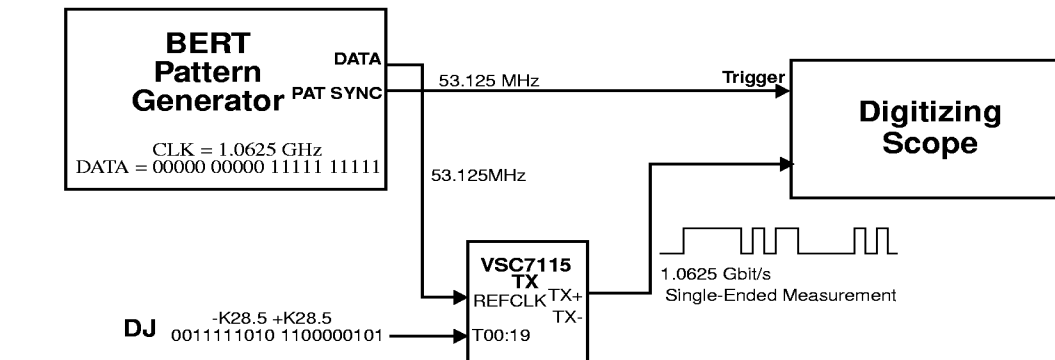 BERT
Pattern
Generator
DATA
PAT SYNC
CLK = 1.0625 GHz
DATA = 00000 00000 11111 11111
53.125 MHz
Trigger
Digitizing
Scope
53.125MHz
VSC7115
TX
REFCLK
TX+
TX-
T00:19
1.0625 Gbit/s
Single-Ended Measurement
DJ
-K28.5 +K28.5
0011111010 1100000101